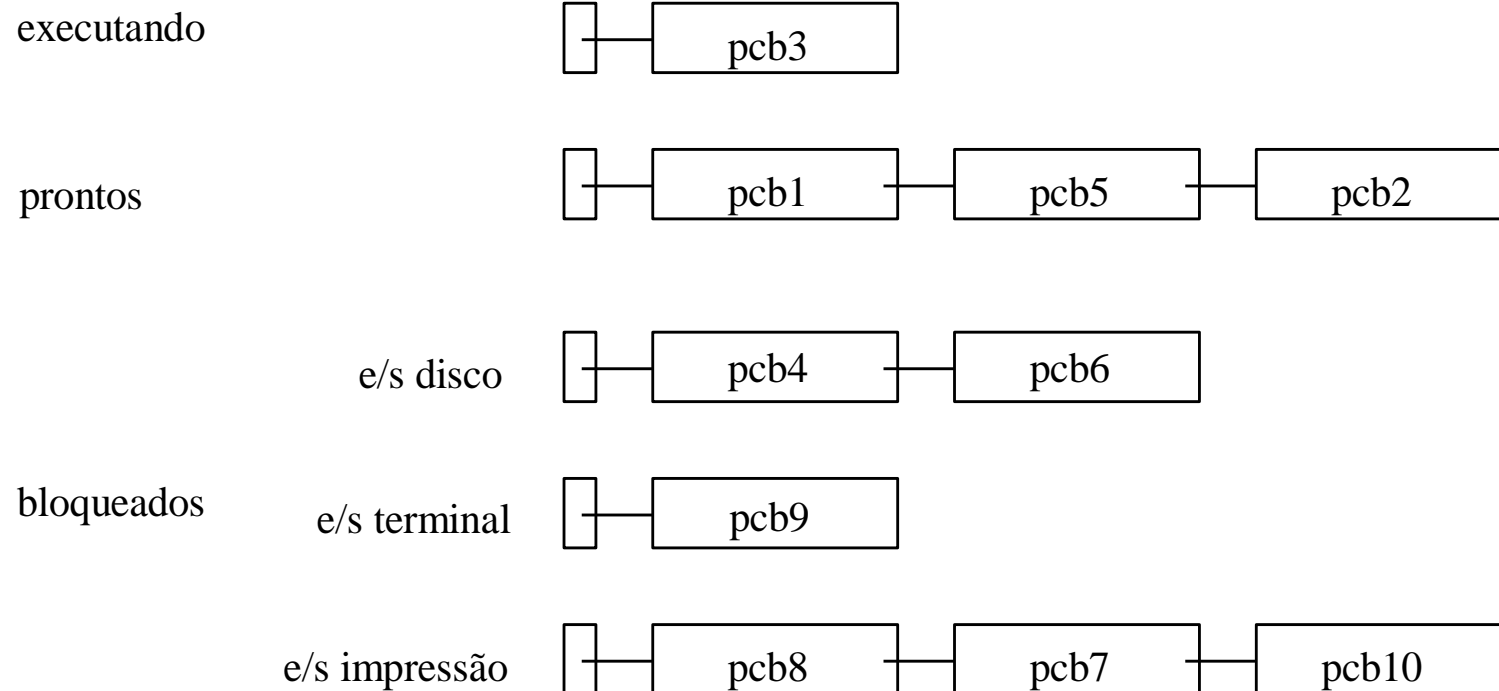 executando pcb3
prontos pcb1 pcb5 pcb2
e/s disco pcb4 pcb6
bloqueados e/s terminal pcb9
e/s impressão pcb8 pcb7 pcb10